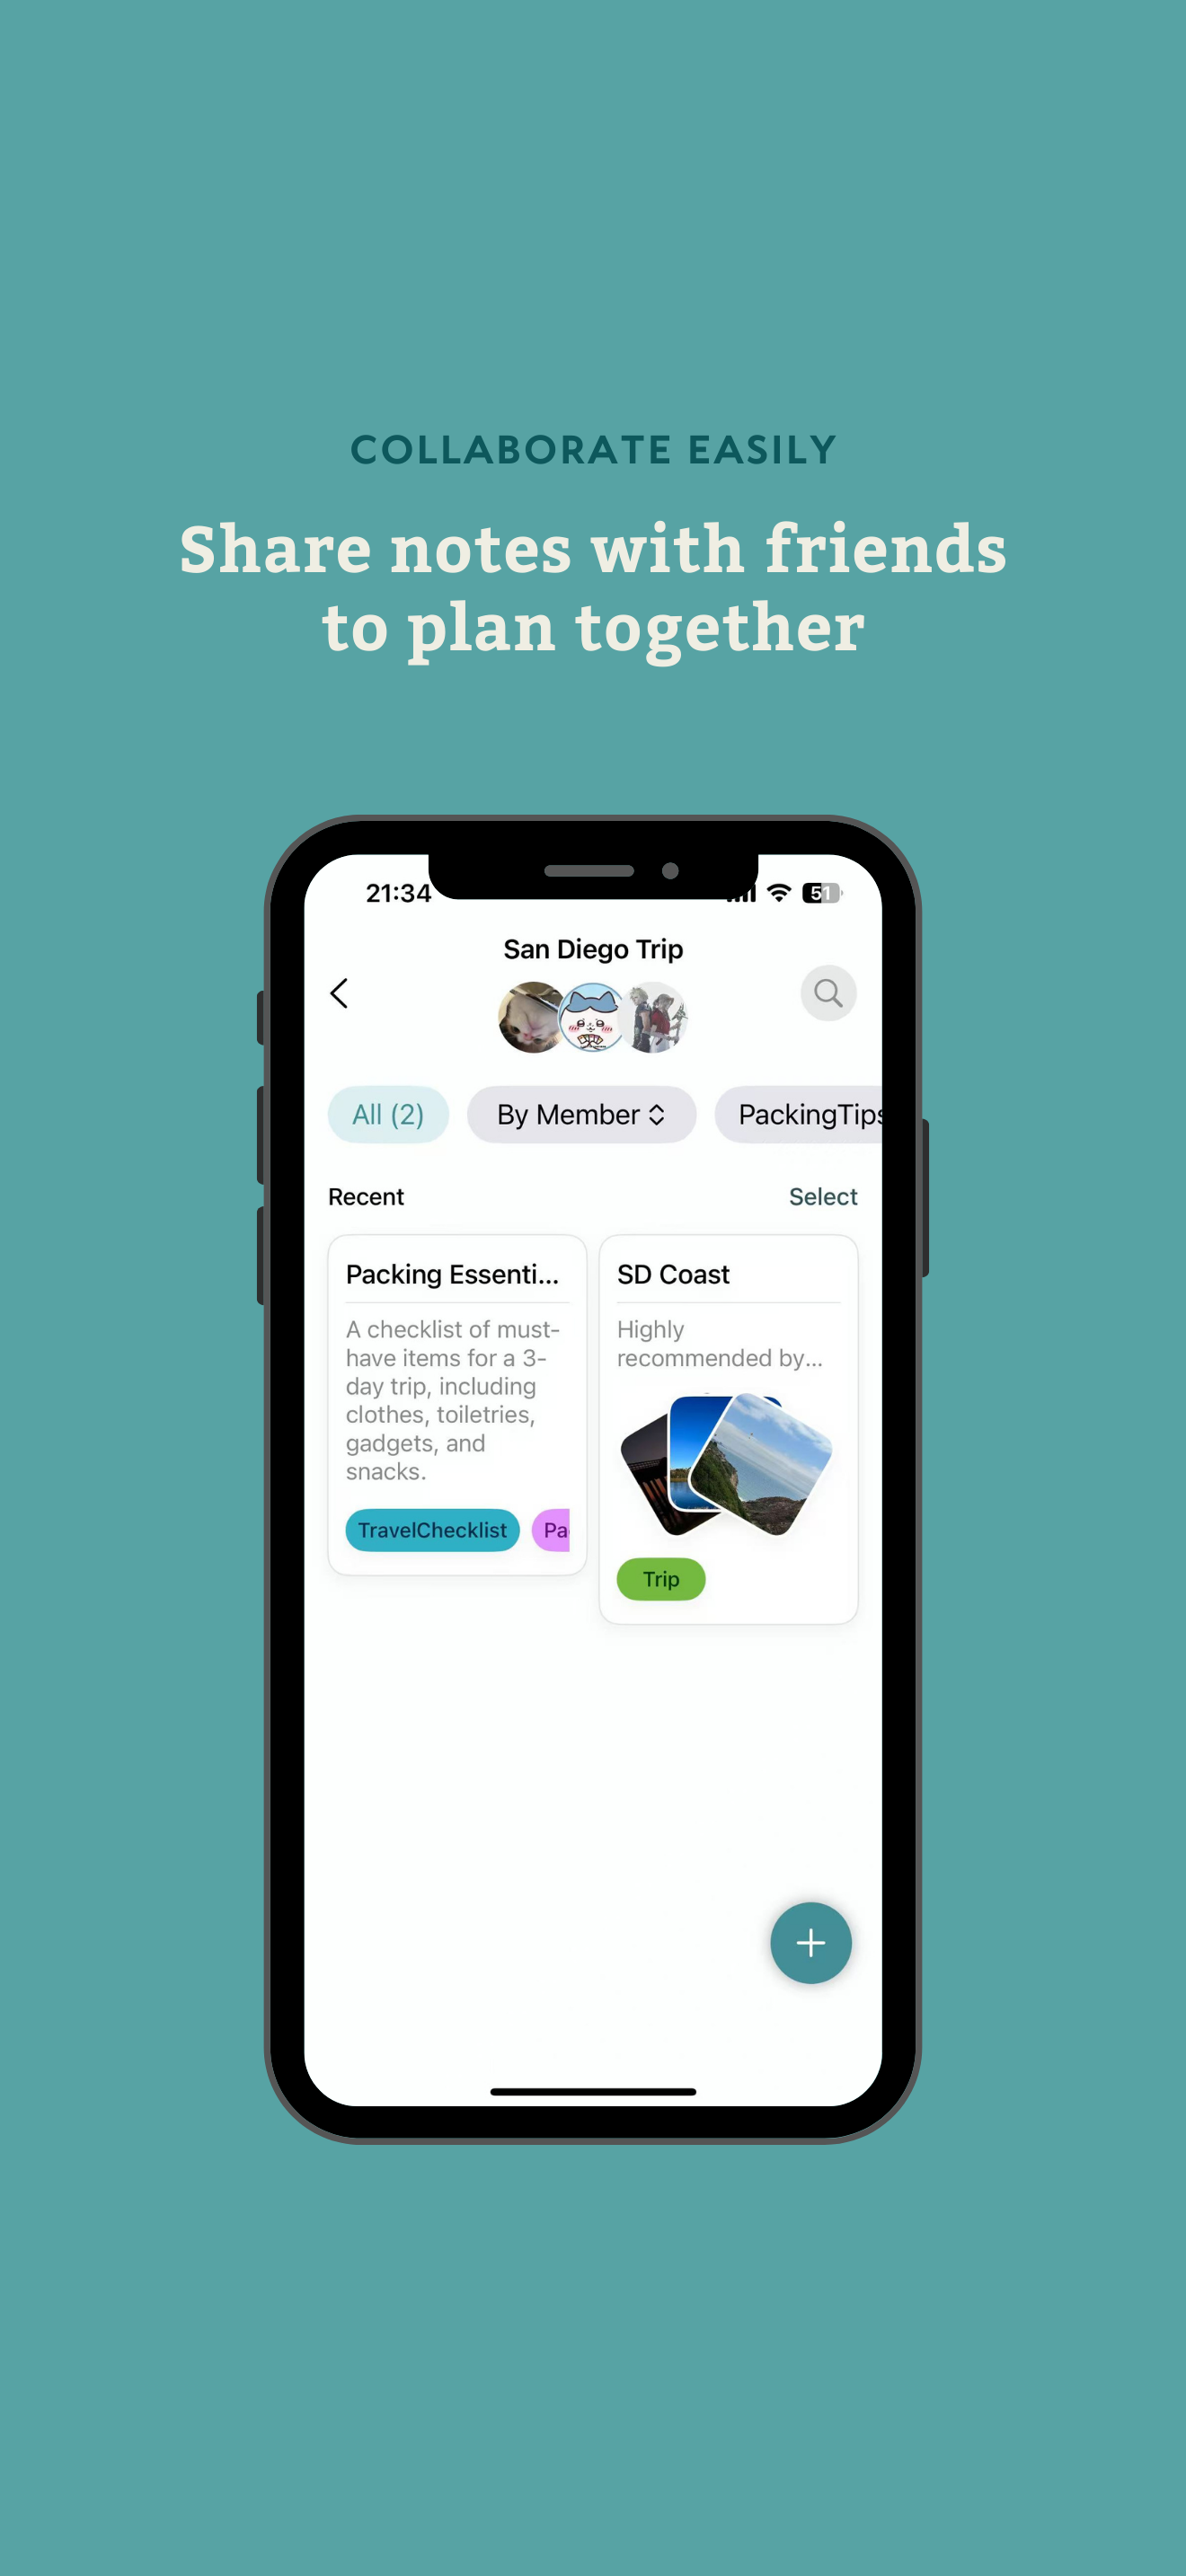 COLLABORATE EASILY
Share notes with friends
to plan together
21:34
51
San Diego Trip
All (2)
By Member
PackingTips
Recent
Select
Packing Essenti...
A checklist of must-
have items for a 3-
day trip, including
clothes, toiletries,
gadgets, and
snacks.
TravelChecklist
Pa
SD Coast
Highly
recommended by...
Trip